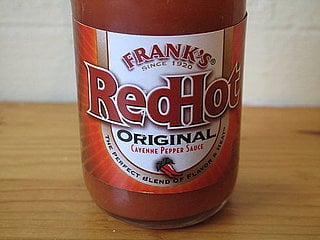 FRANK'S®
SINCE 1920
RedHot
ORIGINAL
CAYENNE PEPPER SAUCE
THE PERFECT BLEND OF FLAVOR & HEAT